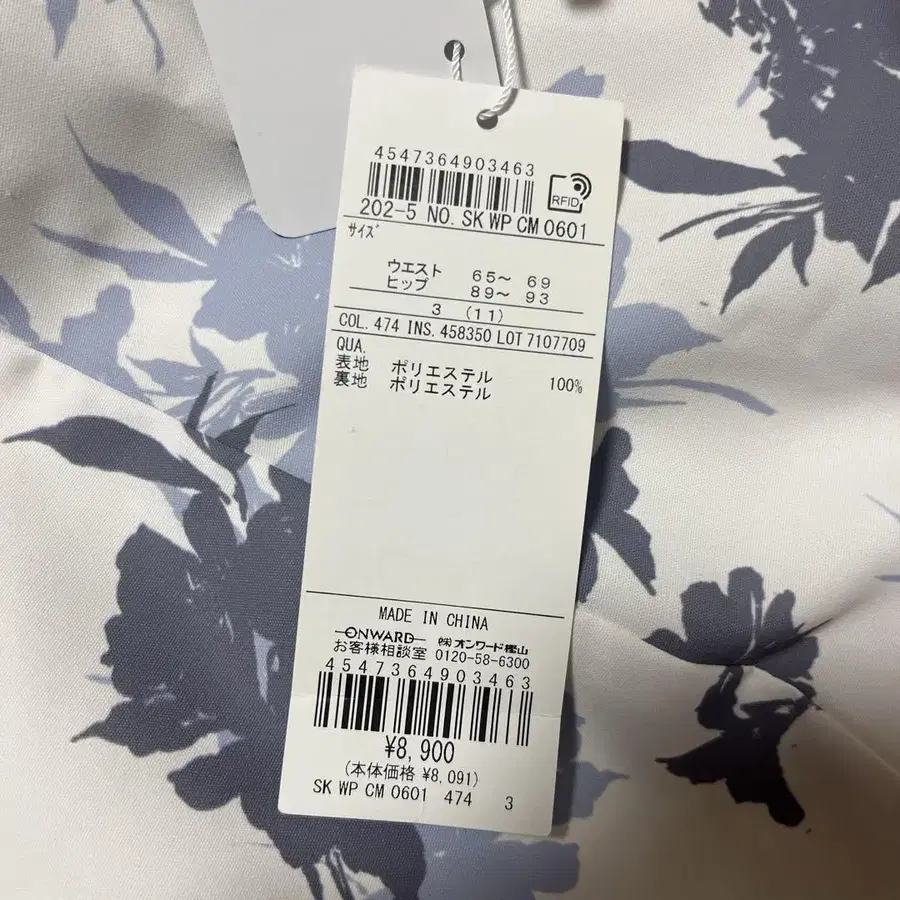 4547364903463
RFID
202-5 NO. SK WP CM 0601
サイズ
ウエスト 65〜 69
ヒップ 89〜 93
3 (11)
COL. 474 INS. 458350 LOT 7107709
QUA.
表地 ポリエステル 100%
裏地 ポリエステル
MADE IN CHINA
ONWARD ㈱オンワード樫山
お客様相談室 0120-58-6300
4547364903463
¥8,900
(本体価格 ¥8,091)
SK WP CM 0601 474 3